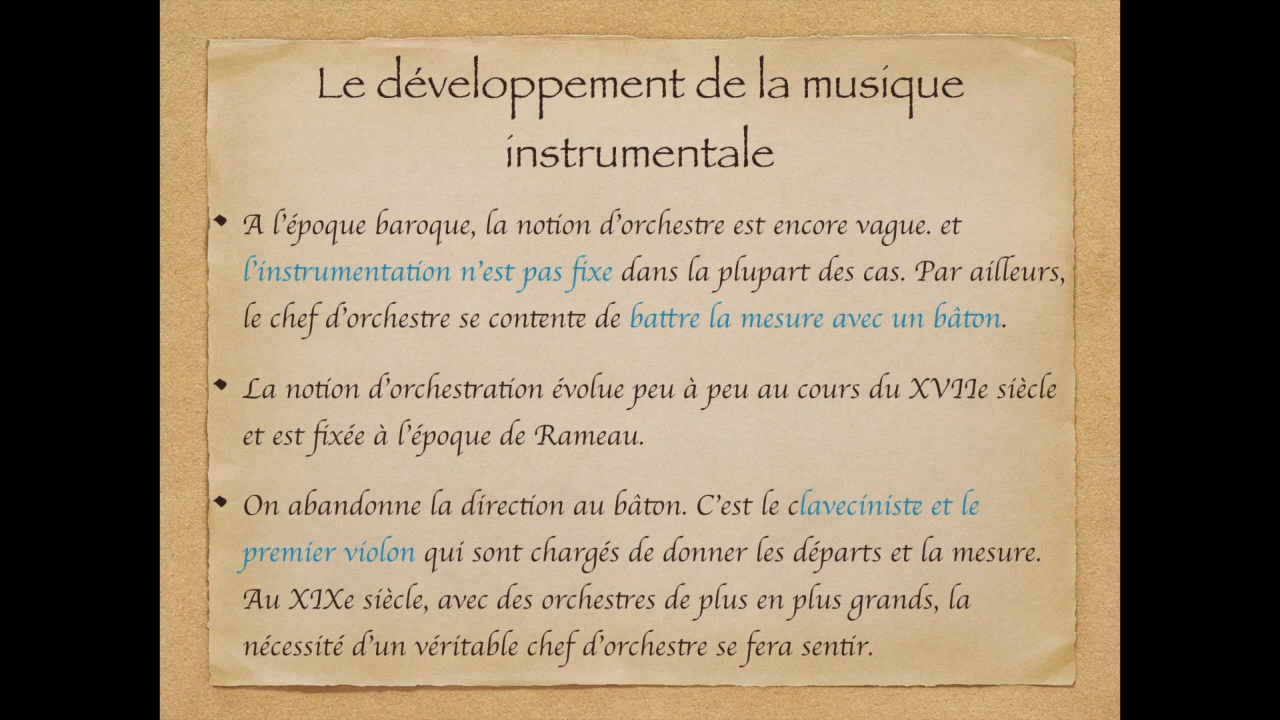 Le développement de la musique
instrumentale
• A l'époque baroque, la notion d'orchestre est encore vague. et
l'instrumentation n'est pas fixe dans la plupart des cas. Par ailleurs,
le chef d'orchestre se contente de battre la mesure avec un bâton.
• La notion d'orchestration évolue peu à peu au cours du XVIIe siècle
et est fixée à l'époque de Rameau.
• On abandonne la direction au bâton. C'est le claveciniste et le
premier violon qui sont chargés de donner les départs et la mesure.
Au XIXe siècle, avec des orchestres de plus en plus grands, la
nécessité d'un véritable chef d'orchestre se fera sentir.